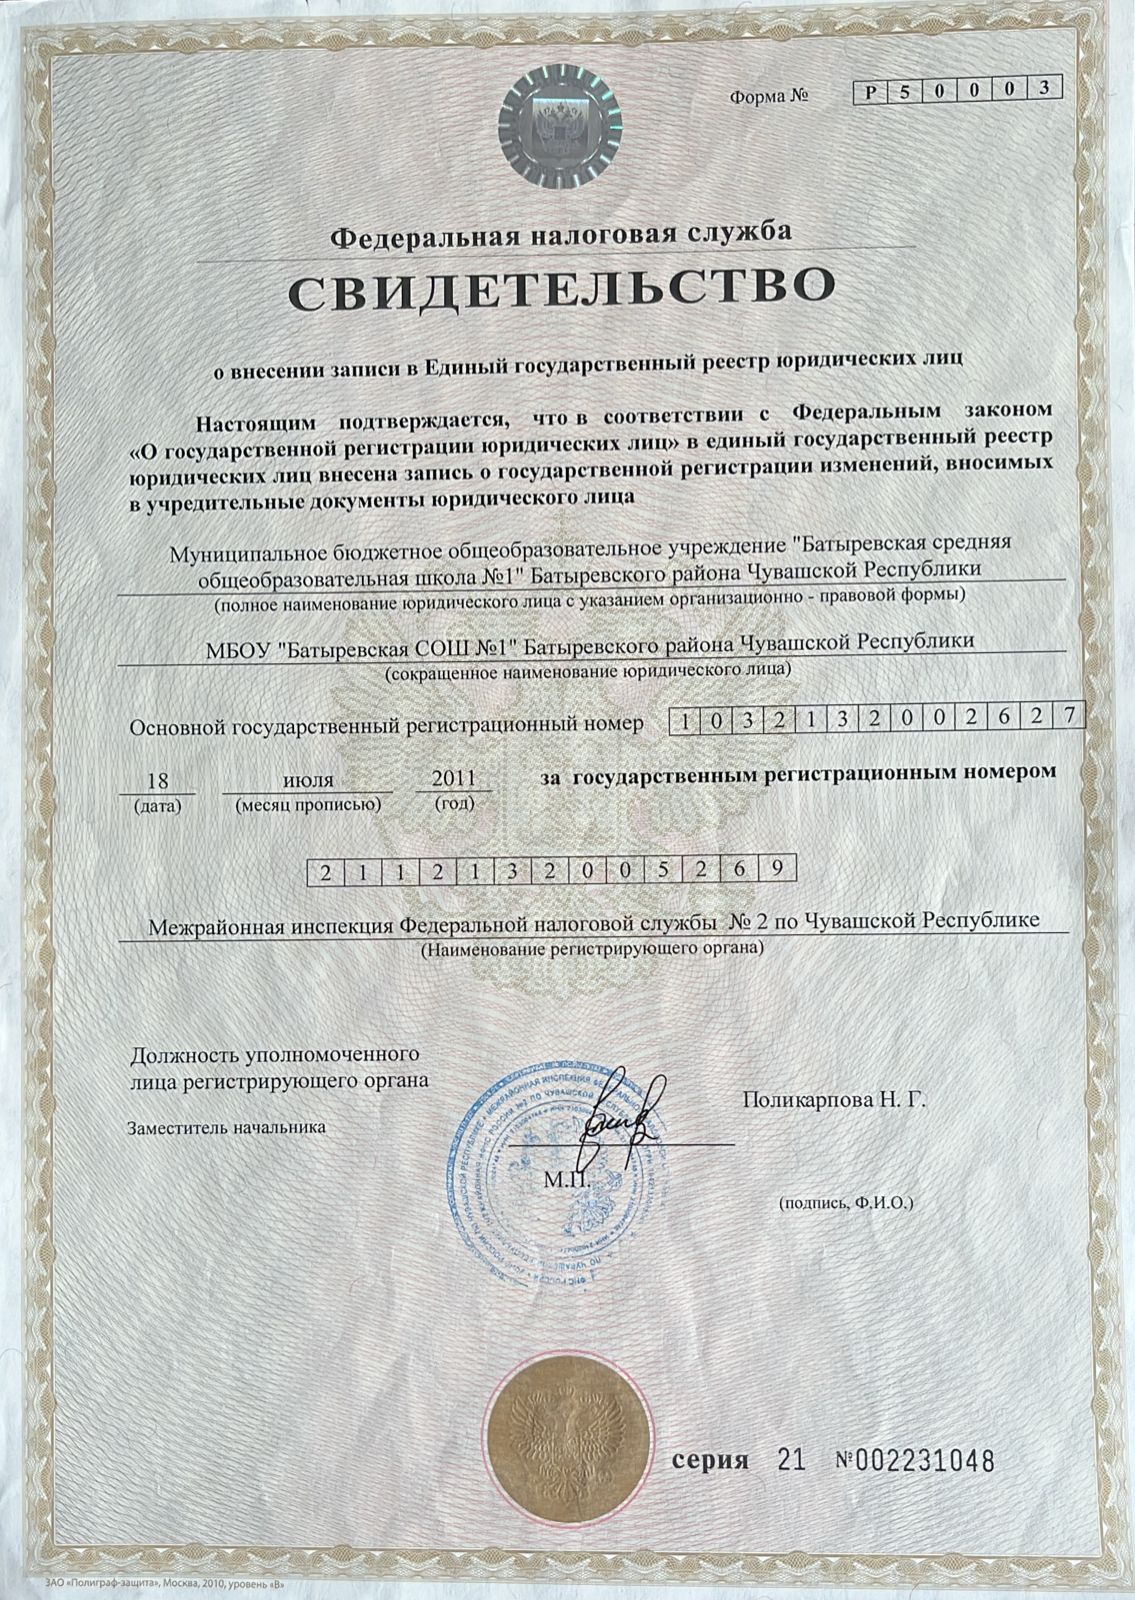 Форма № Р50003
Федеральная налоговая служба
СВИДЕТЕЛЬСТВО
о внесении записи в Единый государственный реестр юридических лиц
Настоящим подтверждается, что в соответствии с Федеральным законом
«О государственной регистрации юридических лиц» в единый государственный реестр
юридических лиц внесена запись о государственной регистрации изменений, вносимых
в учредительные документы юридического лица
Муниципальное бюджетное общеобразовательное учреждение "Батыревская средняя
общеобразовательная школа №1" Батыревского района Чувашской Республики
(полное наименование юридического лица с указанием организационно - правовой формы)
МБОУ "Батыревская СОШ №1" Батыревского района Чувашской Республики
(сокращенное наименование юридического лица)
Основной государственный регистрационный номер 1032132002627
18 июля 2011 за государственным регистрационным номером
(дата) (месяц прописью) (год)
2112132005269
Межрайонная инспекция Федеральной налоговой службы № 2 по Чувашской Республике
(Наименование регистрирующего органа)
Должность уполномоченного
лица регистрирующего органа
Заместитель начальника
Поликарпова Н. Г.
М.П.
(подпись, Ф.И.О.)
серия 21 №002231048
ЗАО «Полиграф-защита», Москва, 2010, уровень «В»